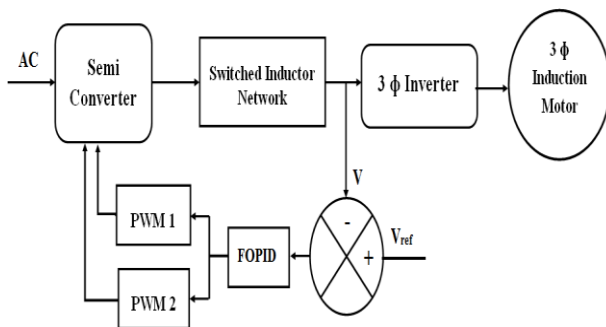 AC
Semi
Converter
Switched Inductor
Network
3 ϕ Inverter
3 ϕ
Induction
Motor
V
-
+
Vref
FOPID
PWM 1
PWM 2